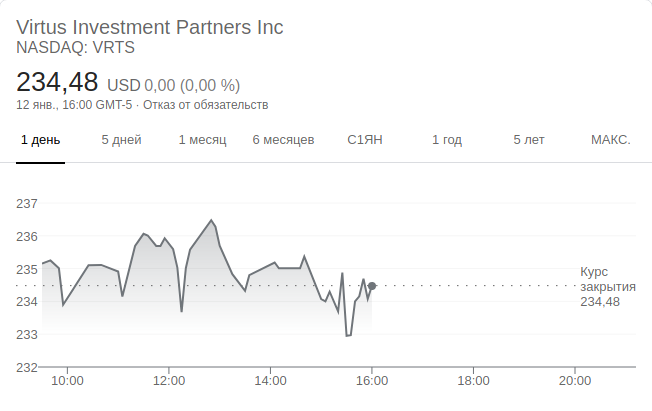 Virtus Investment Partners Inc
NASDAQ: VRTS
234,48 USD 0,00 (0,00 %)
12 янв., 16:00 GMT-5 · Отказ от обязательств
1 день 5 дней 1 месяц 6 месяцев С1ЯН 1 год 5 лет МАКС.
237
236
235
234
233
232
Курс
закрытия
234,48
10:00 12:00 14:00 16:00 18:00 20:00